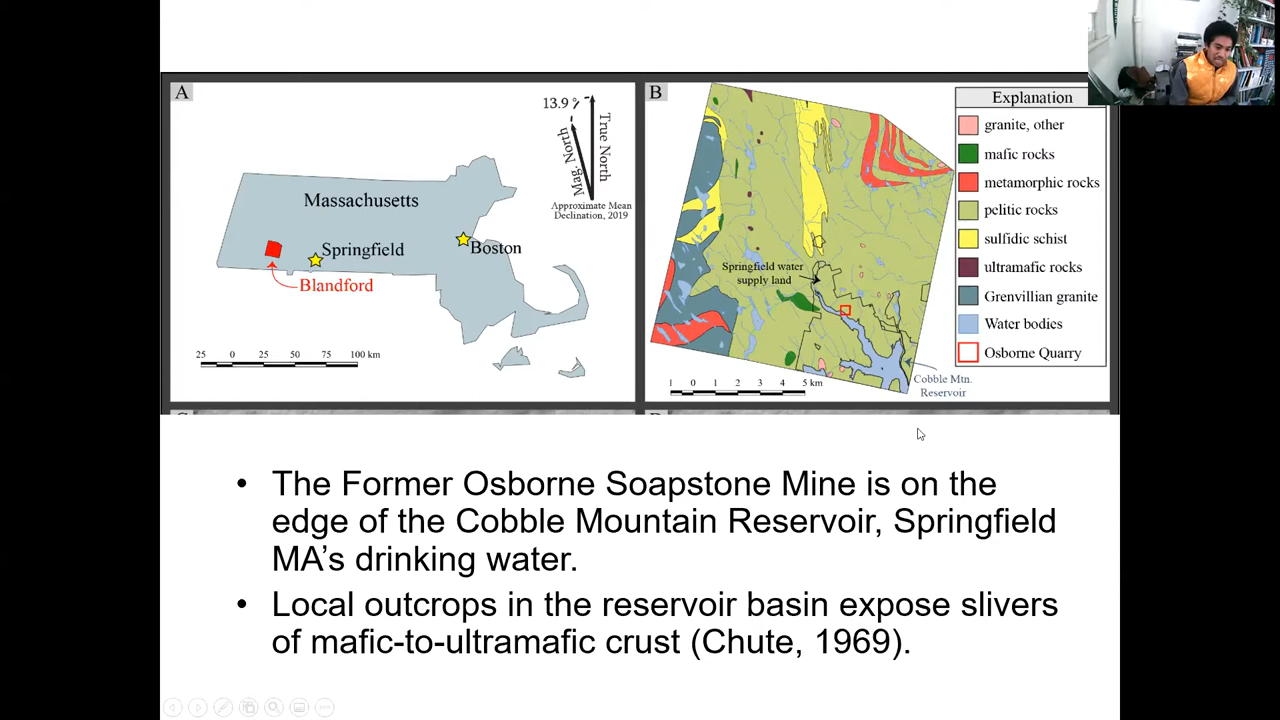 A
13.9°
Mag. North
True North
Approximate Mean
Declination, 2019
Massachusetts
Springfield
Boston
Blandford
25 0 25 50 75 100 km
B
Springfield water
supply land
1 0 1 2 3 4 5 km
Cobble Mtn.
Reservoir
Explanation
granite, other
mafic rocks
metamorphic rocks
pelitic rocks
sulfidic schist
ultramafic rocks
Grenvillian granite
Water bodies
Osborne Quarry
• The Former Osborne Soapstone Mine is on the
edge of the Cobble Mountain Reservoir, Springfield
MA’s drinking water.
• Local outcrops in the reservoir basin expose slivers
of mafic-to-ultramafic crust (Chute, 1969).